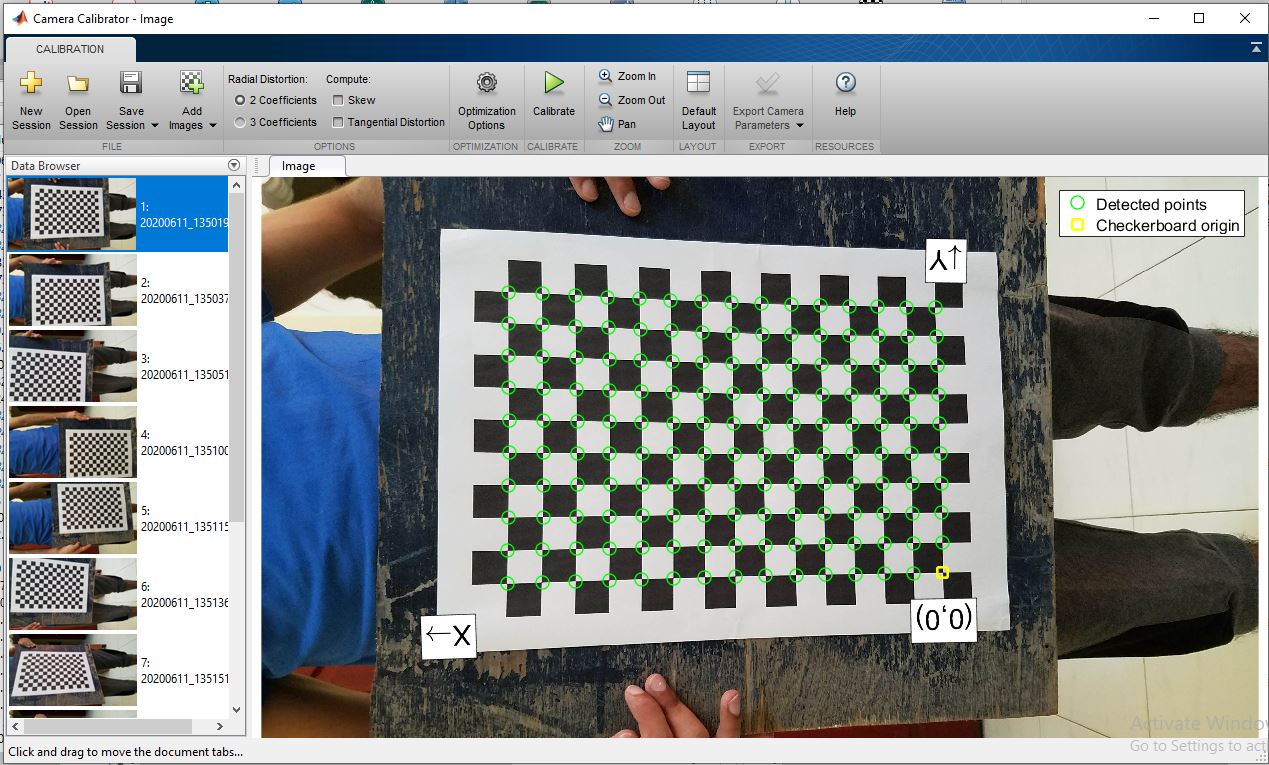 Camera Calibrator - Image
CALIBRATION
New Session
Open Session
Save Session
Add Images
Radial Distortion:
2 Coefficients
3 Coefficients
Compute:
Skew
Tangential Distortion
Optimization Options
Calibrate
Zoom In
Zoom Out
Pan
Default Layout
Export Camera Parameters
Help
FILE
OPTIONS
OPTIMIZATION
CALIBRATE
ZOOM
LAYOUT
EXPORT
RESOURCES
Data Browser
Image
1:
20200611_135019
2:
20200611_135037
3:
20200611_135051
4:
20200611_135100
5:
20200611_135115
6:
20200611_135136
7:
20200611_135151
Detected points
Checkerboard origin
Y→
(0,0)
X→
Activate Windo
Go to Settings to act
Click and drag to move the document tabs...